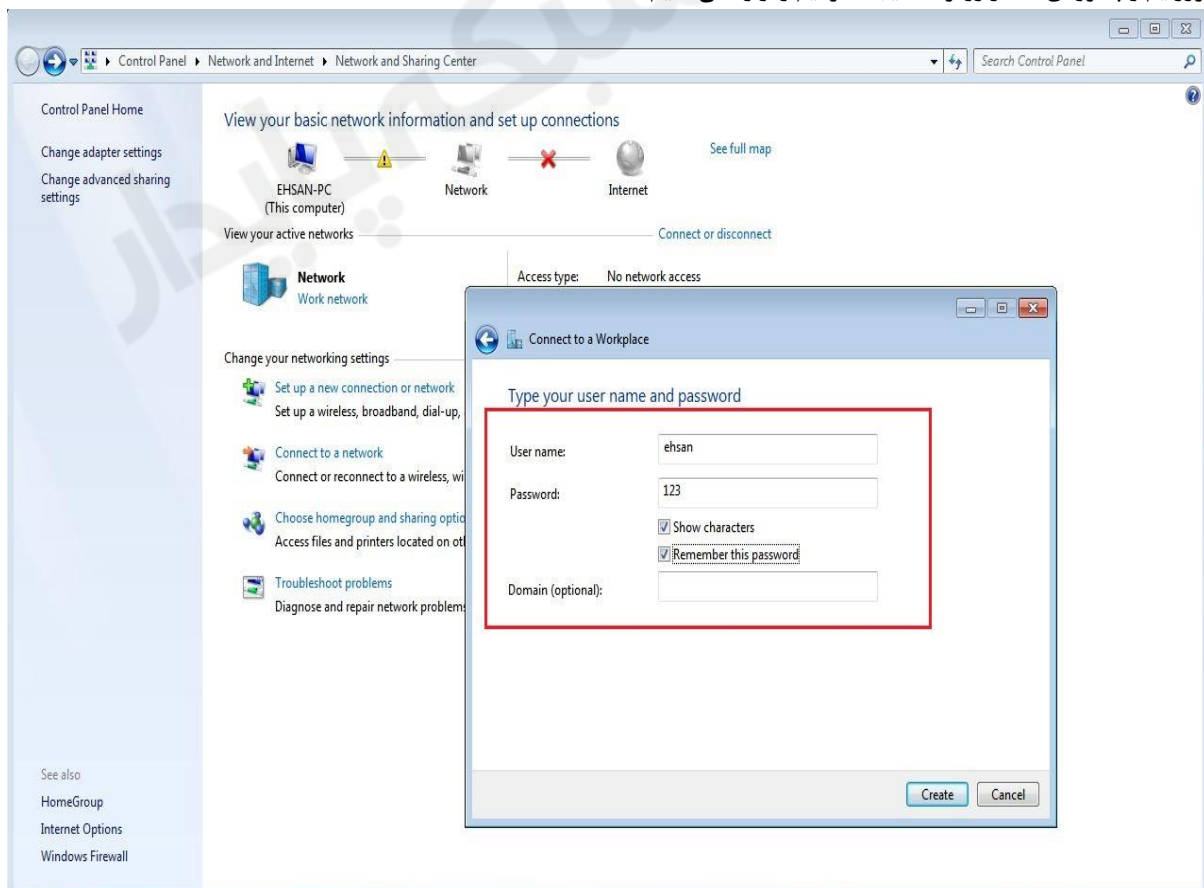 Control Panel ▸ Network and Internet ▸ Network and Sharing Center
Search Control Panel
Control Panel Home
Change adapter settings
Change advanced sharing
settings
View your basic network information and set up connections
See full map
EHSAN-PC
(This computer)
Network
Internet
View your active networks
Connect or disconnect
Network
Work network
Access type: No network access
Change your networking settings
Set up a new connection or network
Set up a wireless, broadband, dial-up,
Connect to a network
Connect or reconnect to a wireless, wi
Choose homegroup and sharing optio
Access files and printers located on otl
Troubleshoot problems
Diagnose and repair network problems
See also
HomeGroup
Internet Options
Windows Firewall
Connect to a Workplace
Type your user name and password
User name: ehsan
Password: 123
Show characters
Remember this password
Domain (optional):
Create Cancel